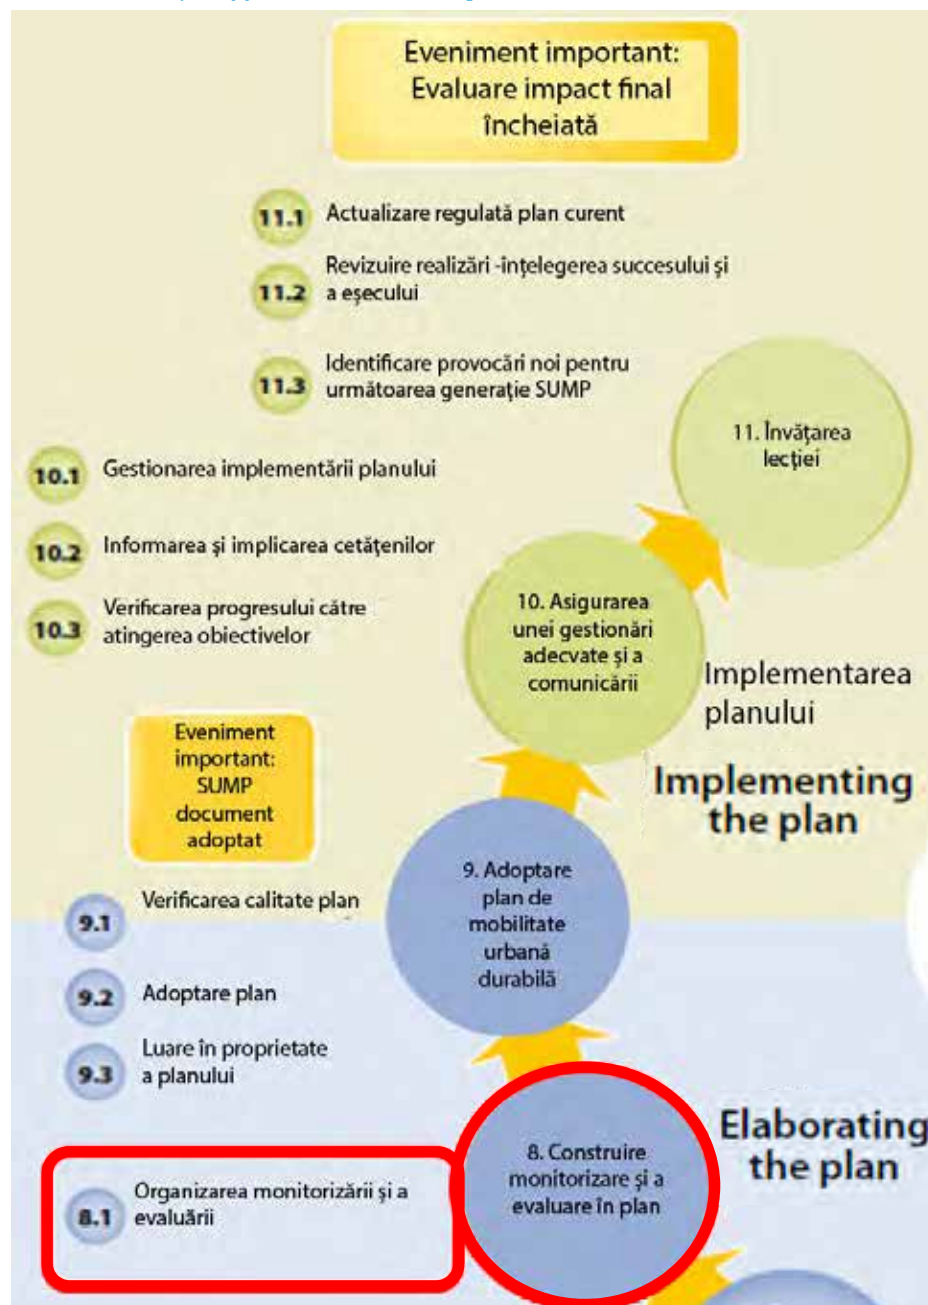 Eveniment important:
Evaluare impact final
încheiată
11.1 Actualizare regulată plan curent
11.2 Revizuire realizări -înțelegerea succesului și
a eșecului
11.3 Identificare provocări noi pentru
următoarea generație SUMP
11. Învățarea
lecției
10.1 Gestionarea implementării planului
10.2 Informarea și implicarea cetățenilor
10.3 Verificarea progresului către
atingerea obiectivelor
10. Asigurarea
unei gestionări
adecvate și a
comunicării
Implementarea
planului
Implementing
the plan
Eveniment
important:
SUMP
document
adoptat
9. Adoptare
plan de
mobilitate
urbană
durabilă
9.1 Verificarea calitate plan
9.2 Adoptare plan
9.3 Luare în proprietate
a planului
Elaborating
the plan
8. Construire
monitorizare și a
evaluare în plan
8.1 Organizarea monitorizării și a
evaluării